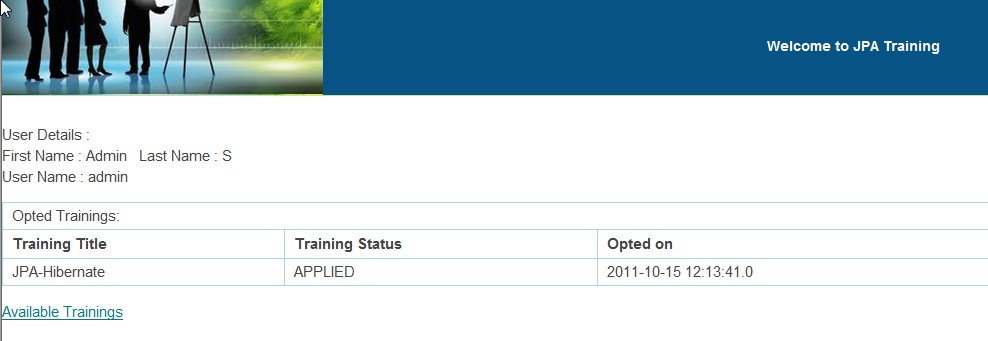 Welcome to JPA Training
User Details :
First Name : Admin Last Name : S
User Name : admin
Opted Trainings:
Training Title Training Status Opted on
JPA-Hibernate APPLIED 2011-10-15 12:13:41.0
Available Trainings